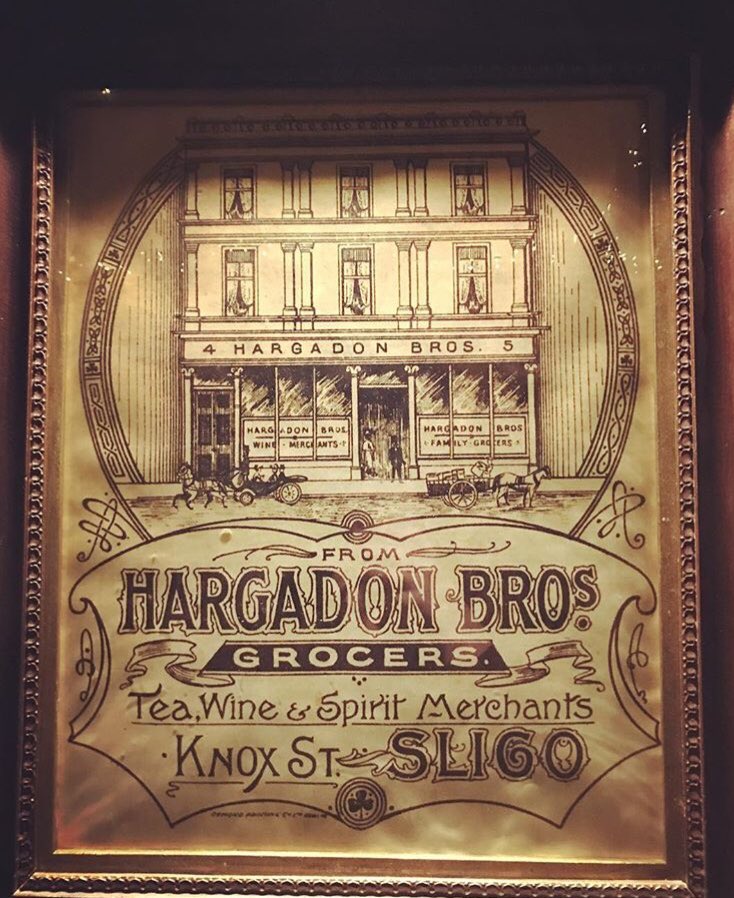 4 HARGADON BROS. 5
HARGADON BROS
WINE MERCHANTS
HARGADON BROS
FAMILY GROCERS
FROM
HARGADON BROS.
GROCERS.
Tea, Wine & Spirit Merchants
KNOX ST. SLIGO